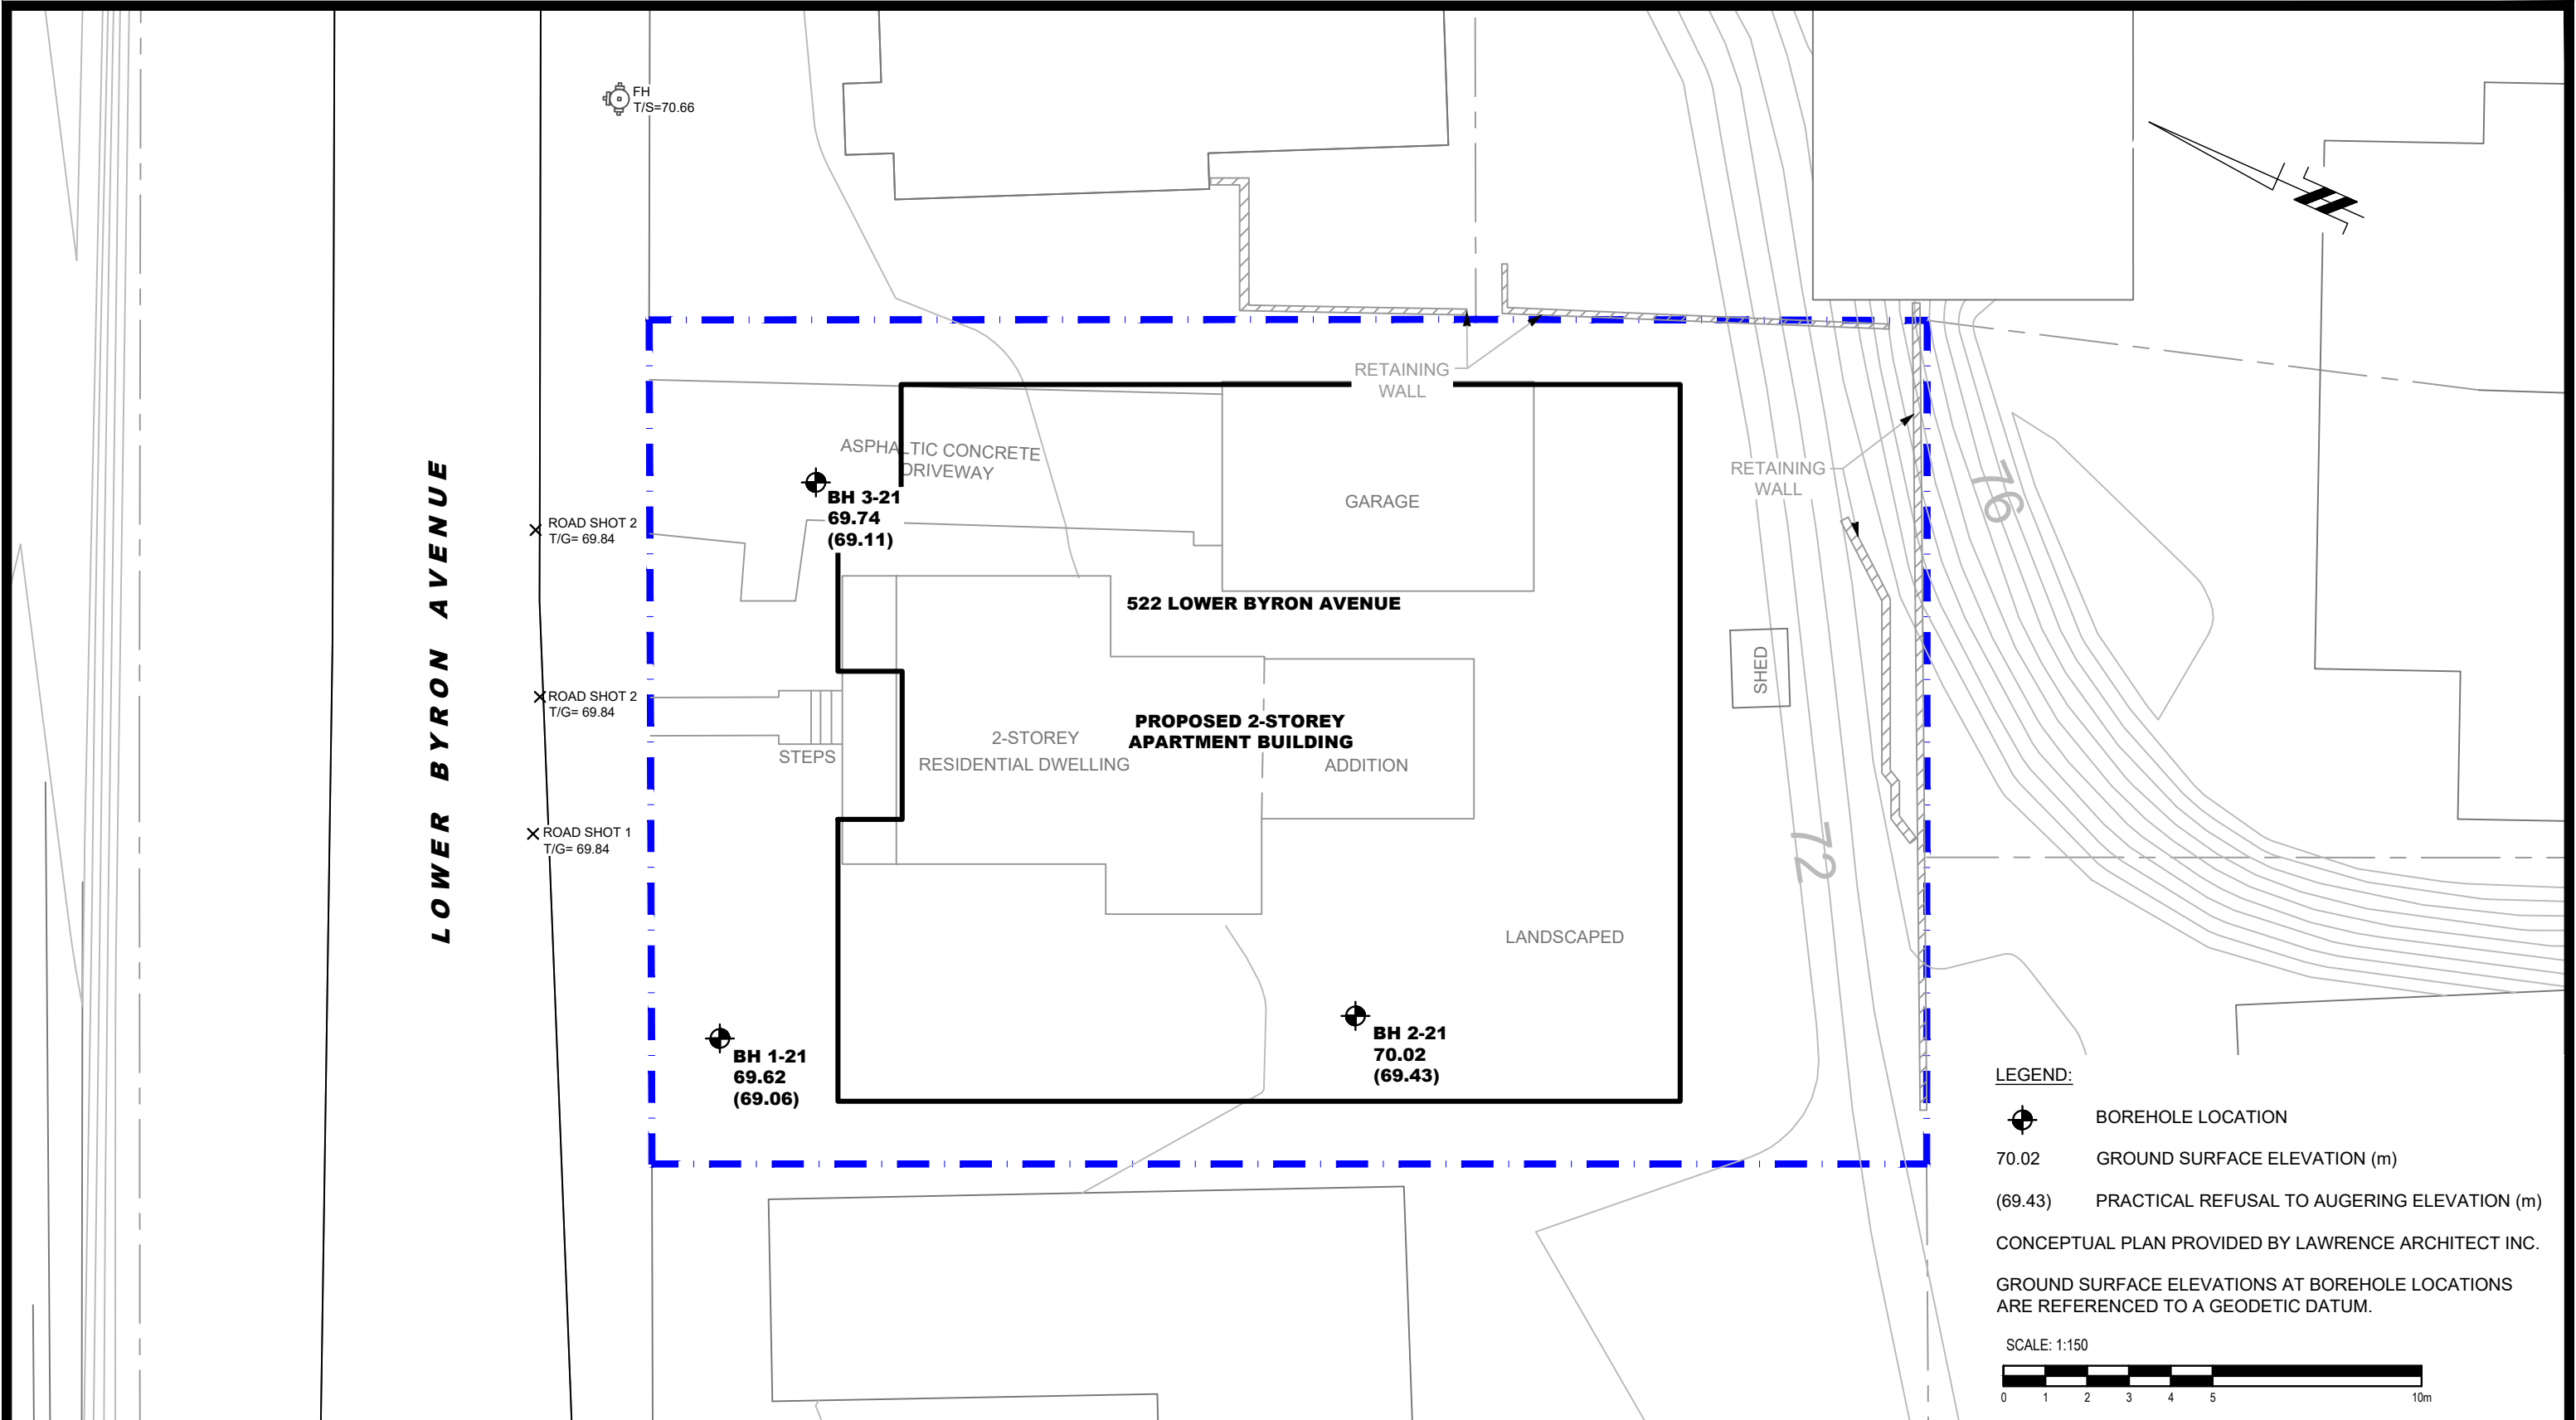 FH
T/S=70.66
RETAINING
WALL
ASPHALTIC CONCRETE
DRIVEWAY
GARAGE
RETAINING
WALL
76
BH 3-21
69.74
(69.11)
ROAD SHOT 2
T/G= 69.84
522 LOWER BYRON AVENUE
LOWER BYRON AVENUE
SHED
ROAD SHOT 2
T/G= 69.84
PROPOSED 2-STOREY
APARTMENT BUILDING
2-STOREY
RESIDENTIAL DWELLING
STEPS
ADDITION
ROAD SHOT 1
T/G= 69.84
72
LANDSCAPED
BH 2-21
70.02
(69.43)
BH 1-21
69.62
(69.06)
LEGEND:
BOREHOLE LOCATION
70.02 GROUND SURFACE ELEVATION (m)
(69.43) PRACTICAL REFUSAL TO AUGERING ELEVATION (m)
CONCEPTUAL PLAN PROVIDED BY LAWRENCE ARCHITECT INC.
GROUND SURFACE ELEVATIONS AT BOREHOLE LOCATIONS
ARE REFERENCED TO A GEODETIC DATUM.
SCALE: 1:150
0 1 2 3 4 5 10m